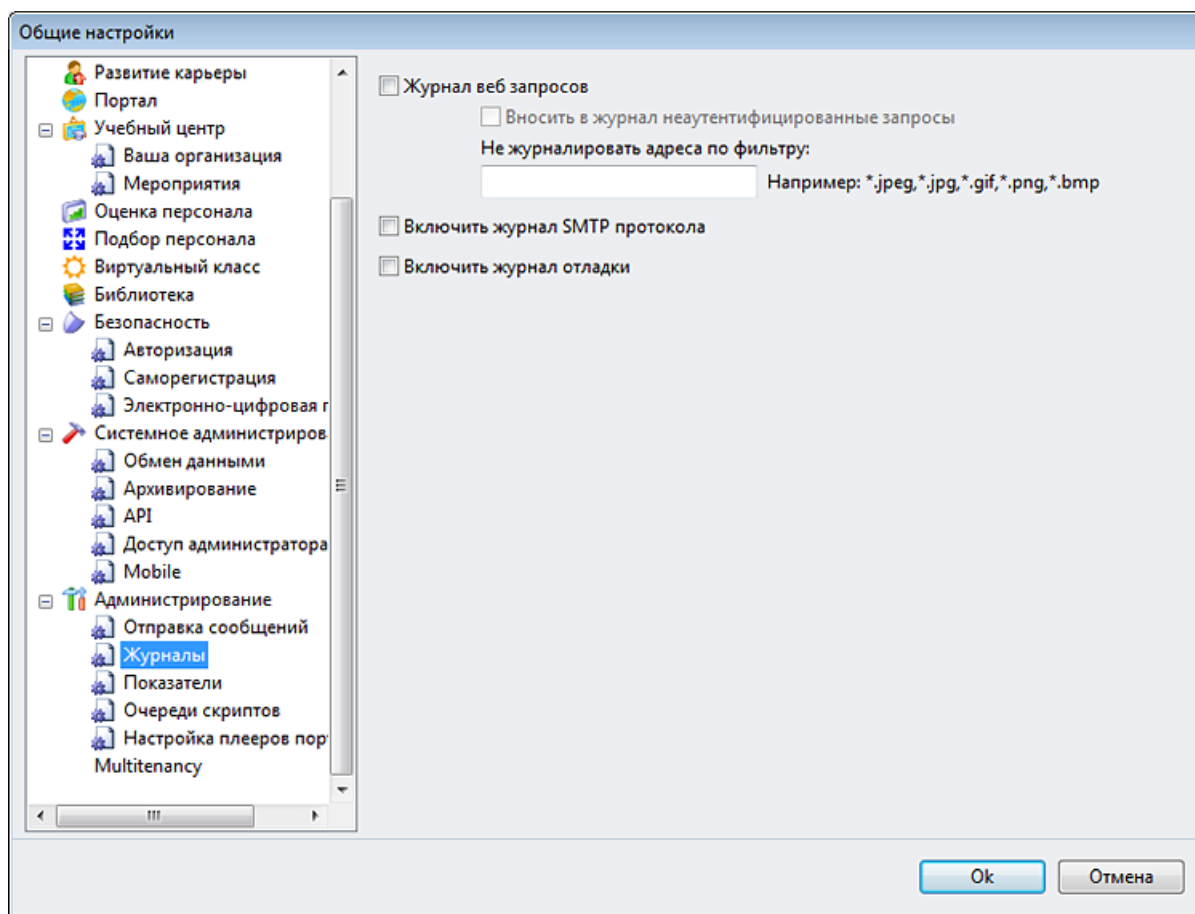 Общие настройки
Развитие карьеры
Портал
Учебный центр
Ваша организация
Мероприятия
Оценка персонала
Подбор персонала
Виртуальный класс
Библиотека
Безопасность
Авторизация
Саморегистрация
Электронно-цифровая г
Системное администриров
Обмен данными
Архивирование
API
Доступ администратора
Mobile
Администрирование
Отправка сообщений
Журналы
Показатели
Очереди скриптов
Настройка плееров пор
Multitenancy
Журнал веб запросов
Вносить в журнал неаутентифицированные запросы
Не журналировать адреса по фильтру:
Например: *.jpeg,*.jpg,*.gif,*.png,*.bmp
Включить журнал SMTP протокола
Включить журнал отладки
Ok
Отмена